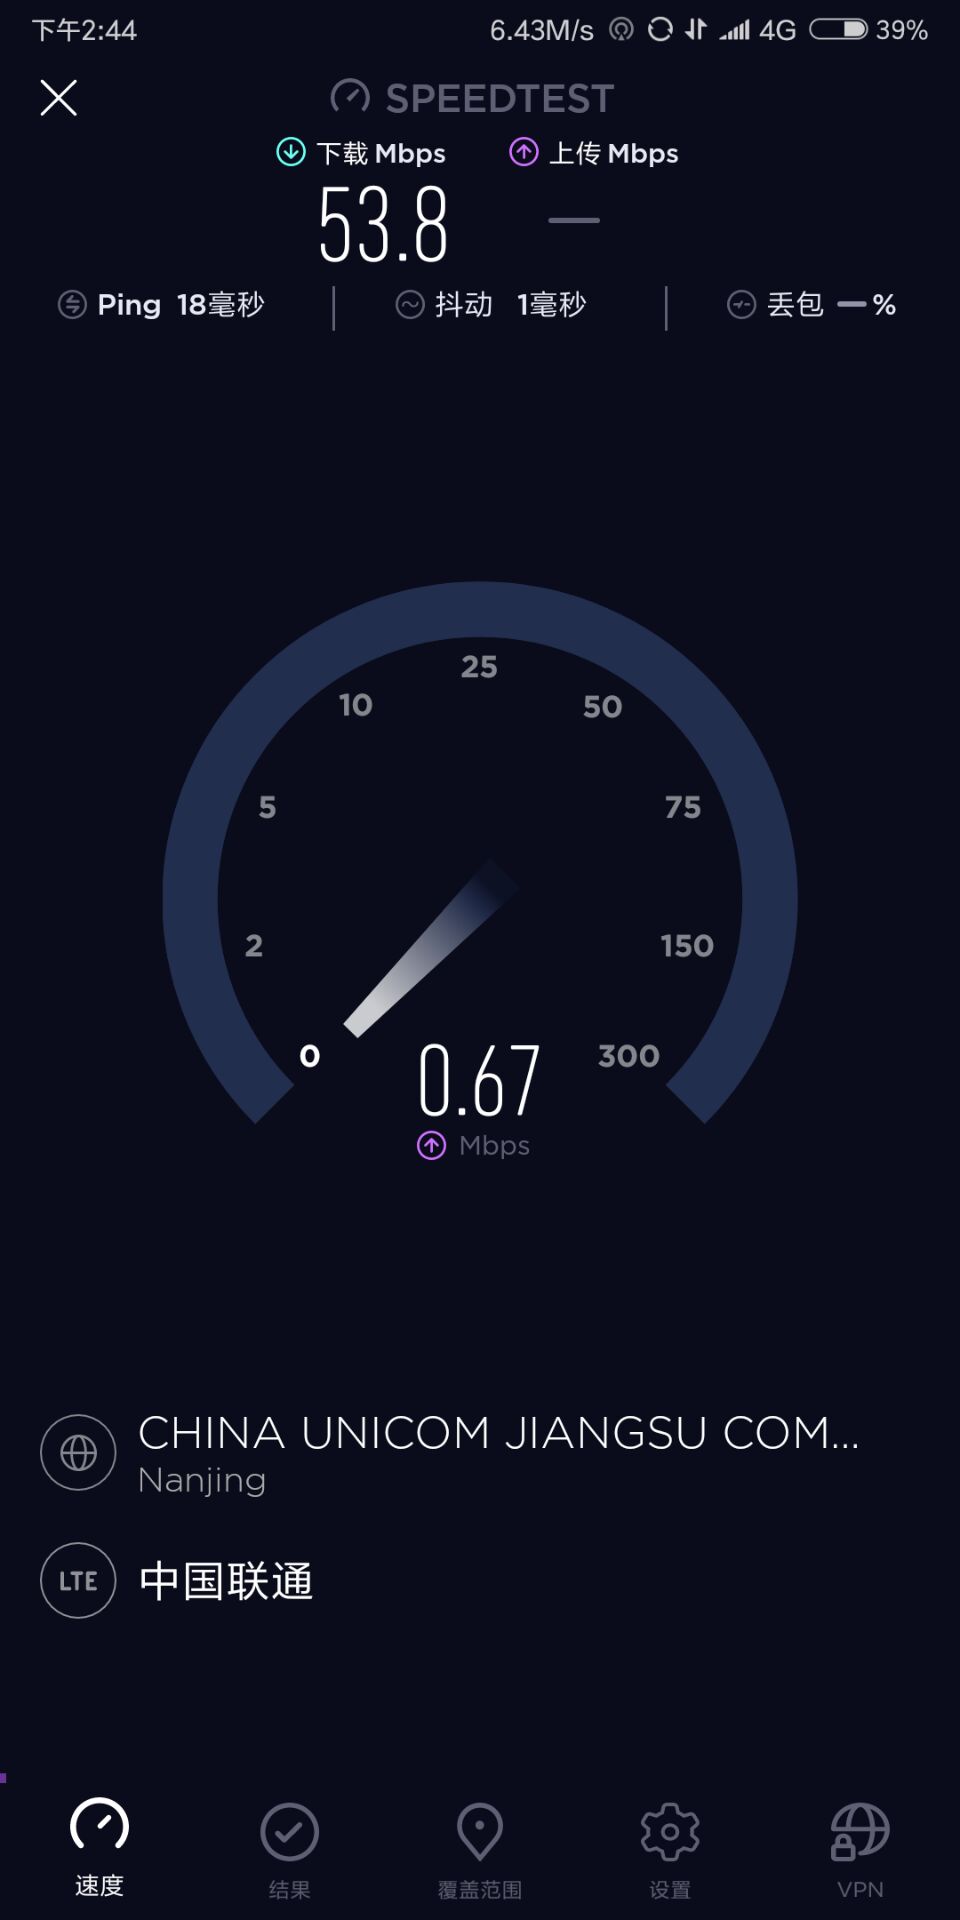 下午2:44 6.43M/s 4G 39%
SPEEDTEST
下载 Mbps 上传 Mbps
53.8 —
Ping 18毫秒 抖动 1毫秒 丢包 —%
25
10 50
5 75
2 150
0 300
0.67
Mbps
CHINA UNICOM JIANGSU COM...
Nanjing
LTE 中国联通
速度 结果 覆盖范围 设置 VPN